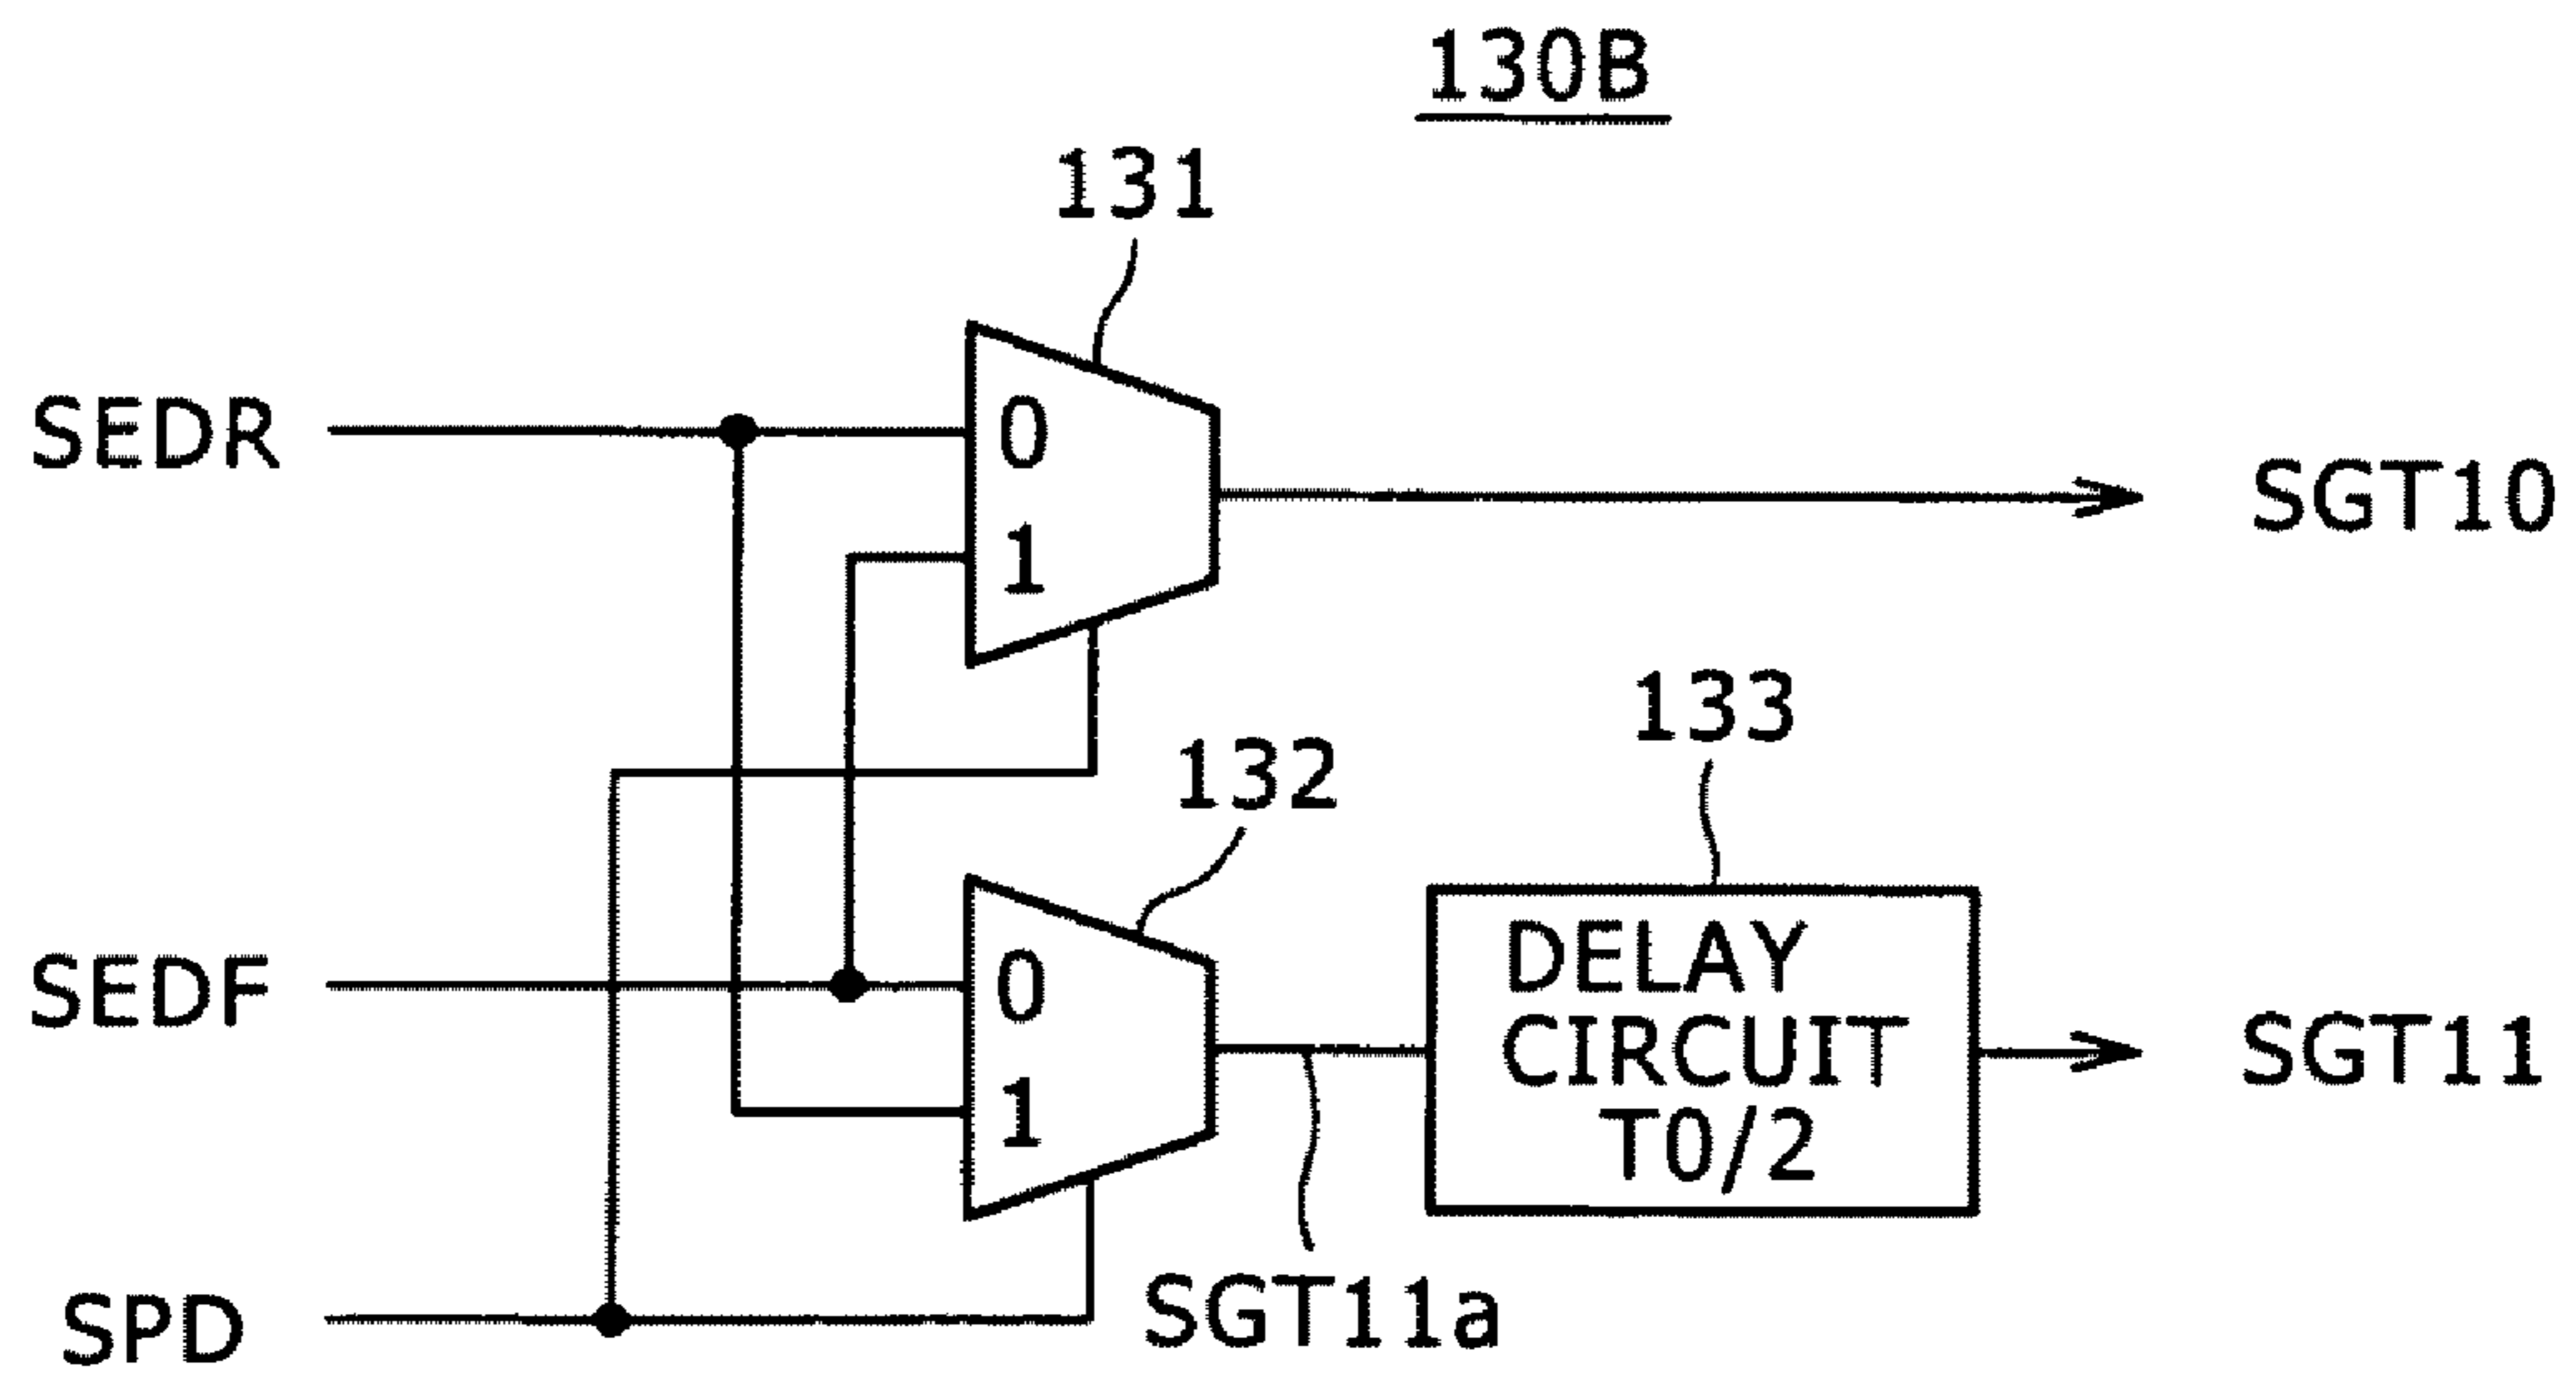 130B
131
SEDR
0
1
SGT10
133
132
SEDF
0
1
DELAY
CIRCUIT
T0/2
SGT11
SPD
SGT11a